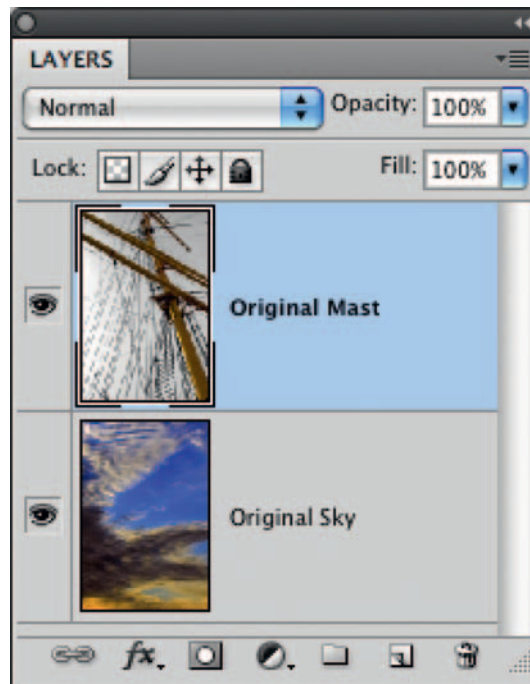 LAYERS
Normal Opacity: 100%
Lock: Fill: 100%
Original Mast
Original Sky
fx.